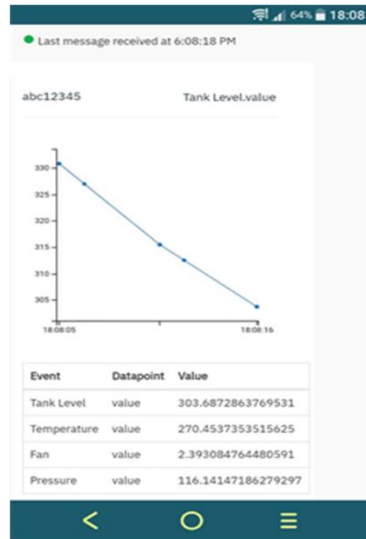 64% 18:08
Last message received at 6:08:18 PM
abc12345 Tank Level.value
330
325
320
315
310
305
18:08:05 18:08:16
Event Datapoint Value
Tank Level value 303.6872863769531
Temperature value 270.4537353515625
Fan value 2.393084764480591
Pressure value 116.14147186279297